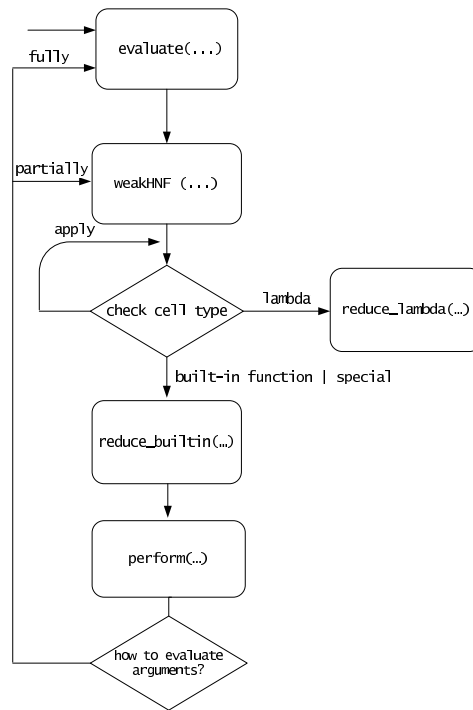 evaluate(...)
fully
partially
weakHNF (...)
apply
check cell type
lambda
reduce_lambda(…)
built-in function | special
reduce_builtin(…)
perform(…)
how to evaluate
arguments?